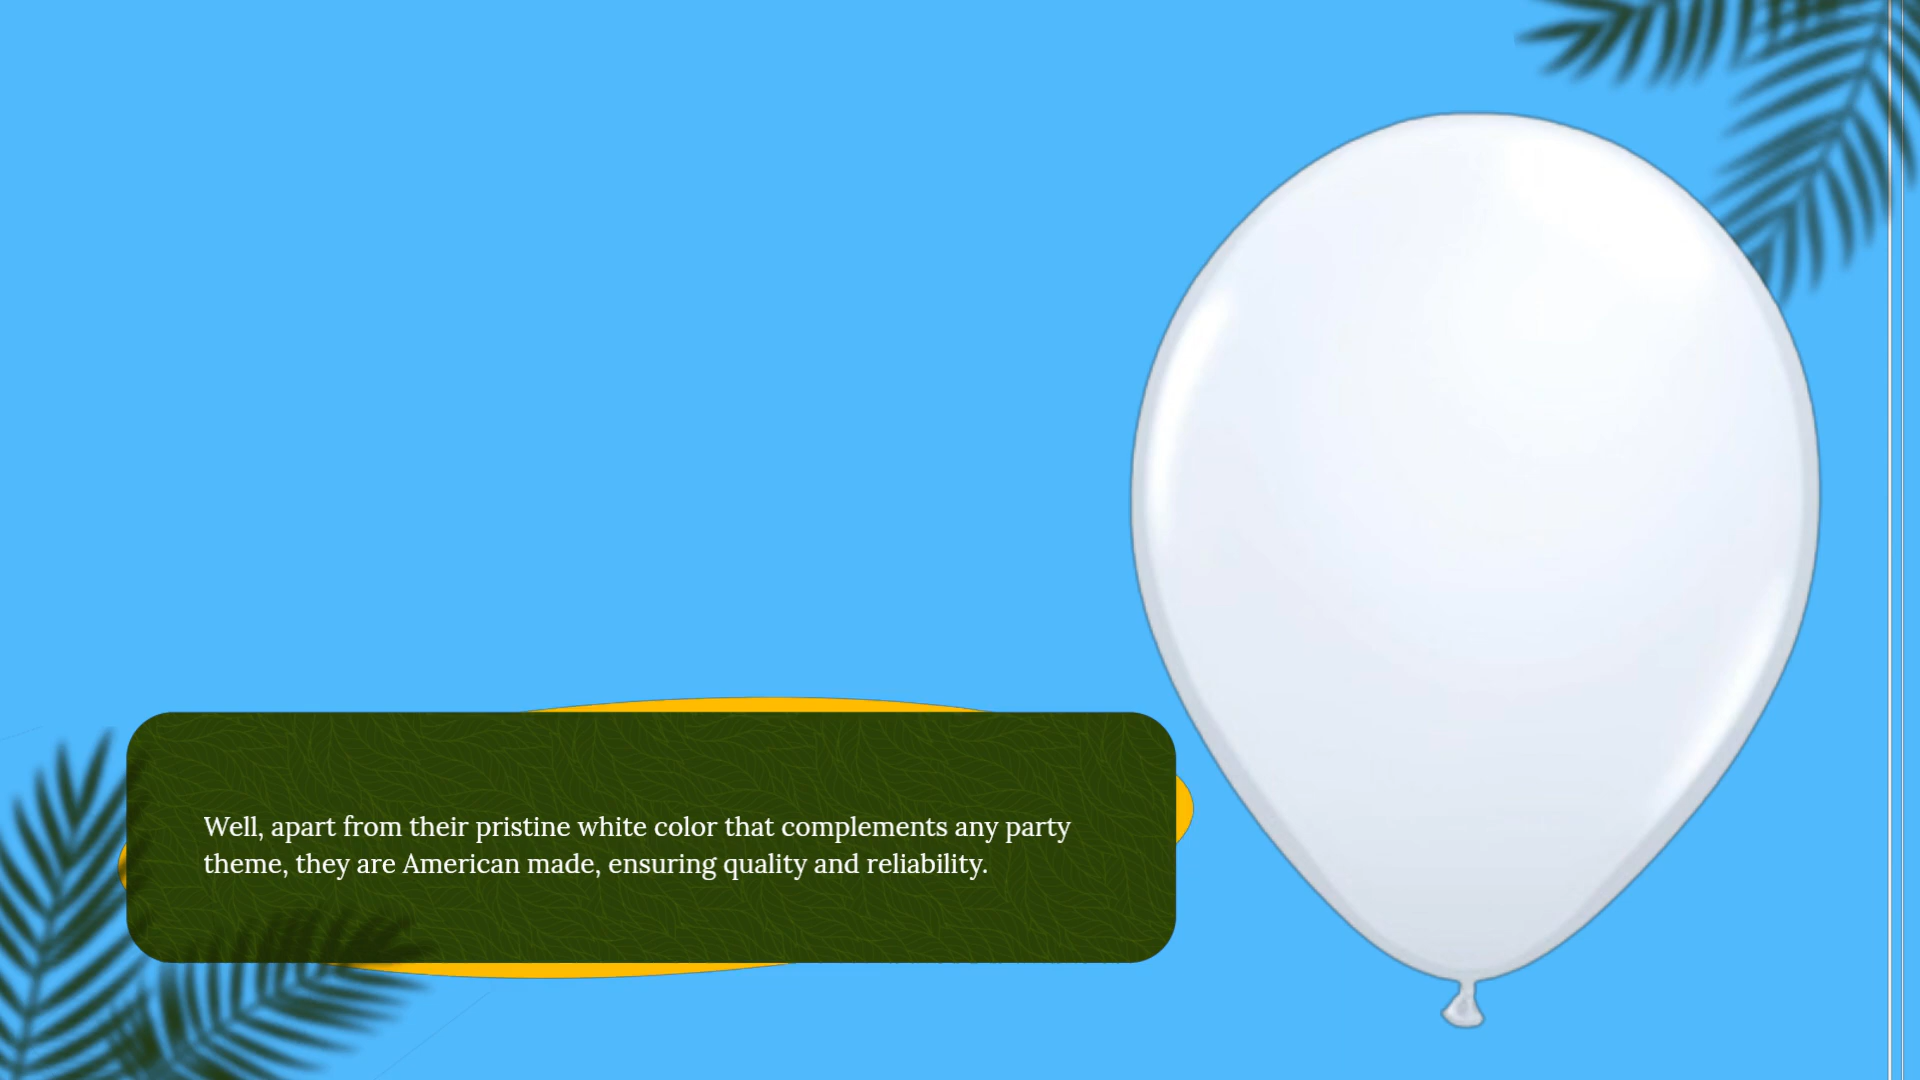 Well, apart from their pristine white color that complements any party
theme, they are American made, ensuring quality and reliability.